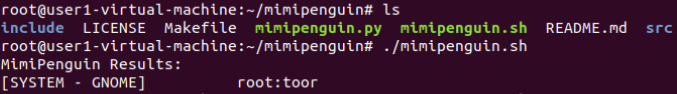 root@user1-virtual-machine:~/mimipenguin# ls
include LICENSE Makefile mimipenguin.py mimipenguin.sh README.md src
root@user1-virtual-machine:~/mimipenguin# ./mimipenguin.sh
MimiPenguin Results:
[SYSTEM - GNOME] root:toor